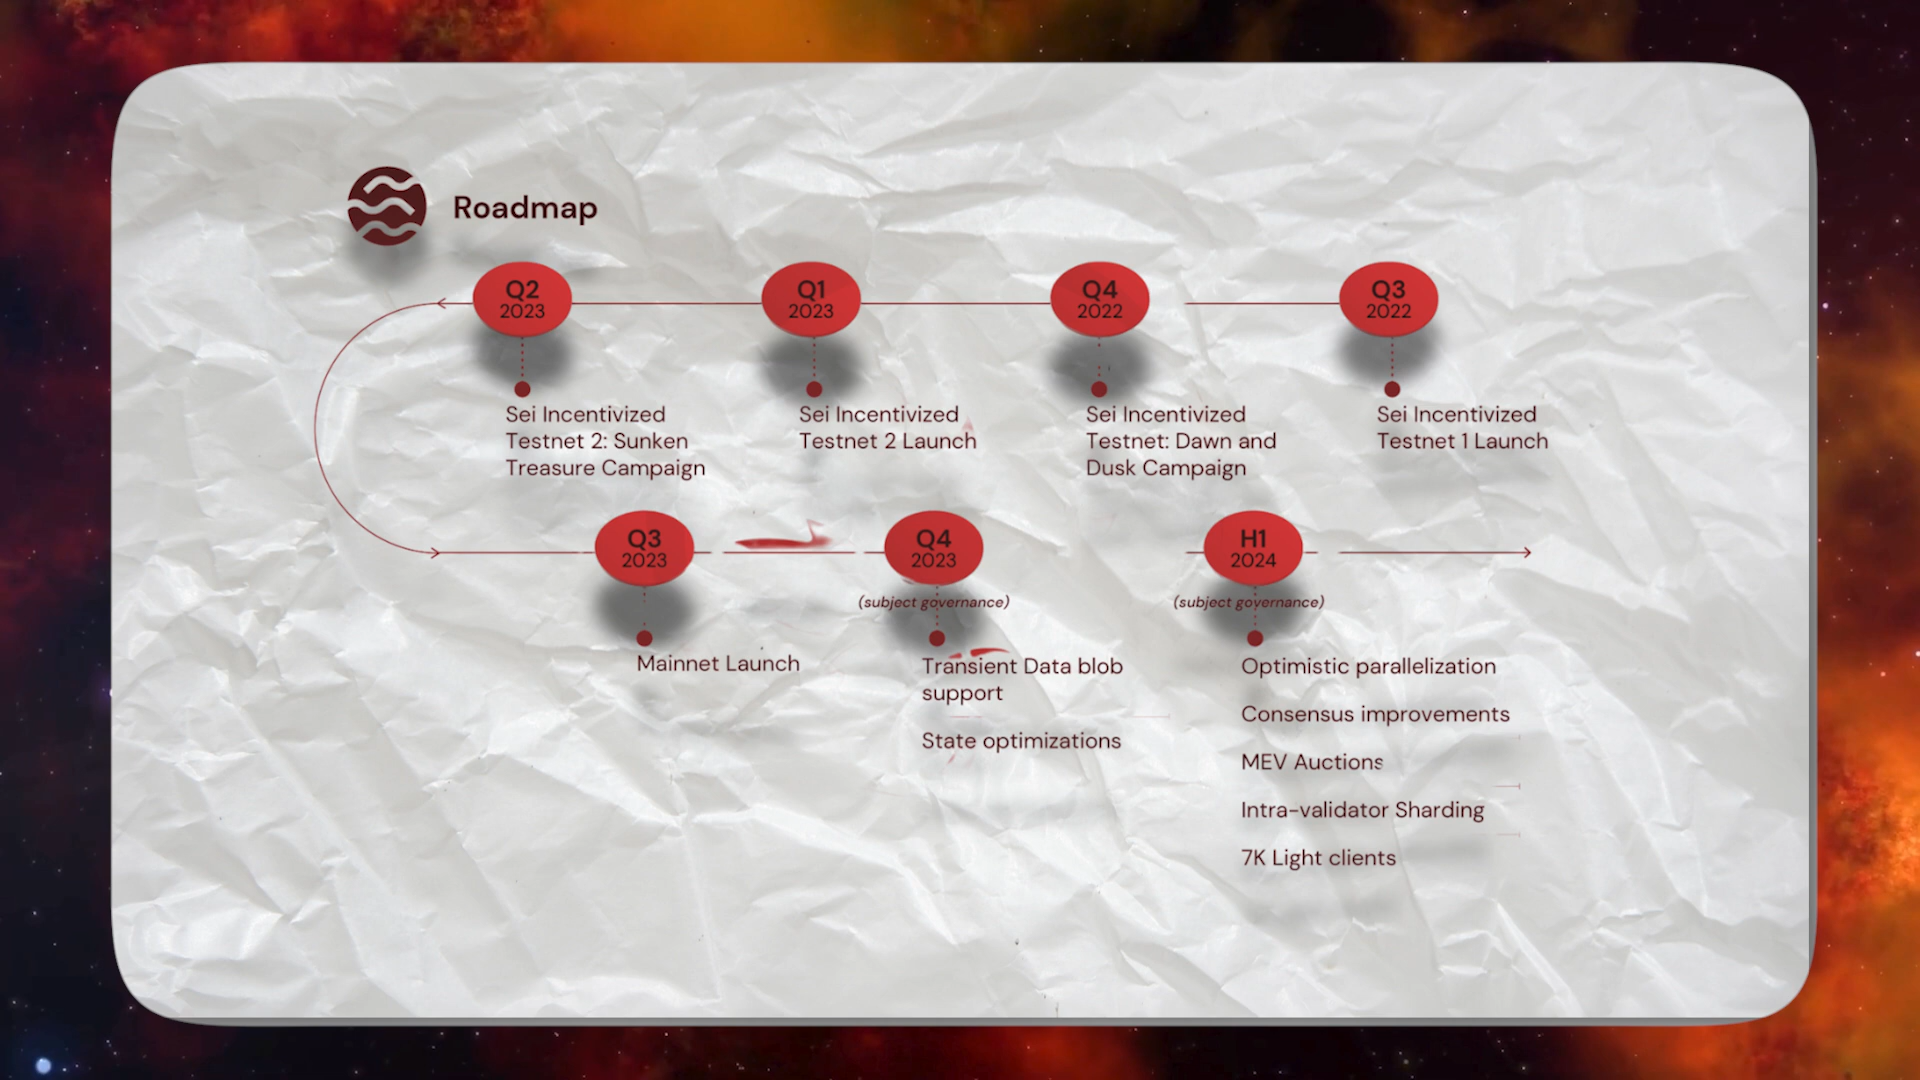 Roadmap
Q2
2023
Q1
2023
Q4
2022
Q3
2022
Sei Incentivized
Testnet 2: Sunken
Treasure Campaign
Sei Incentivized
Testnet 2 Launch
Sei Incentivized
Testnet: Dawn and
Dusk Campaign
Sei Incentivized
Testnet 1 Launch
Q3
2023
Q4
2023
H1
2024
(subject governance)
(subject governance)
Mainnet Launch
Transient Data blob
support
State optimizations
Optimistic parallelization
Consensus improvements
MEV Auctions
Intra-validator Sharding
7K Light clients